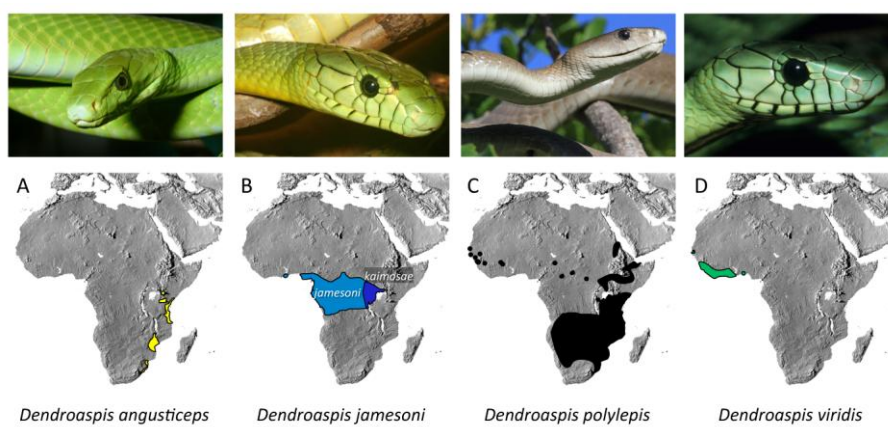 A
B
C
D
kaimosae
jamesoni
Dendroaspis angusticeps
Dendroaspis jamesoni
Dendroaspis polylepis
Dendroaspis viridis